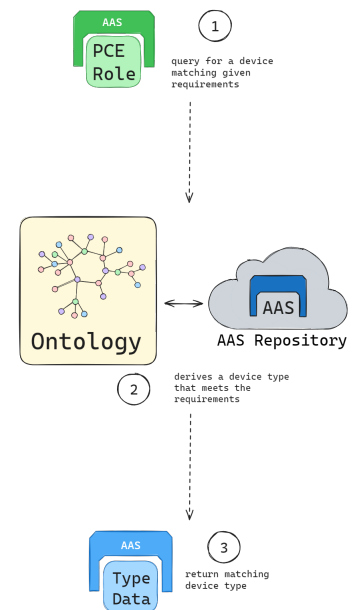 AAS
PCE
Role
1
query for a device
matching given
requirements
Ontology
AAS
AAS Repository
2
derives a device type
that meets the
requirements
AAS
Type
Data
3
return matching
device type